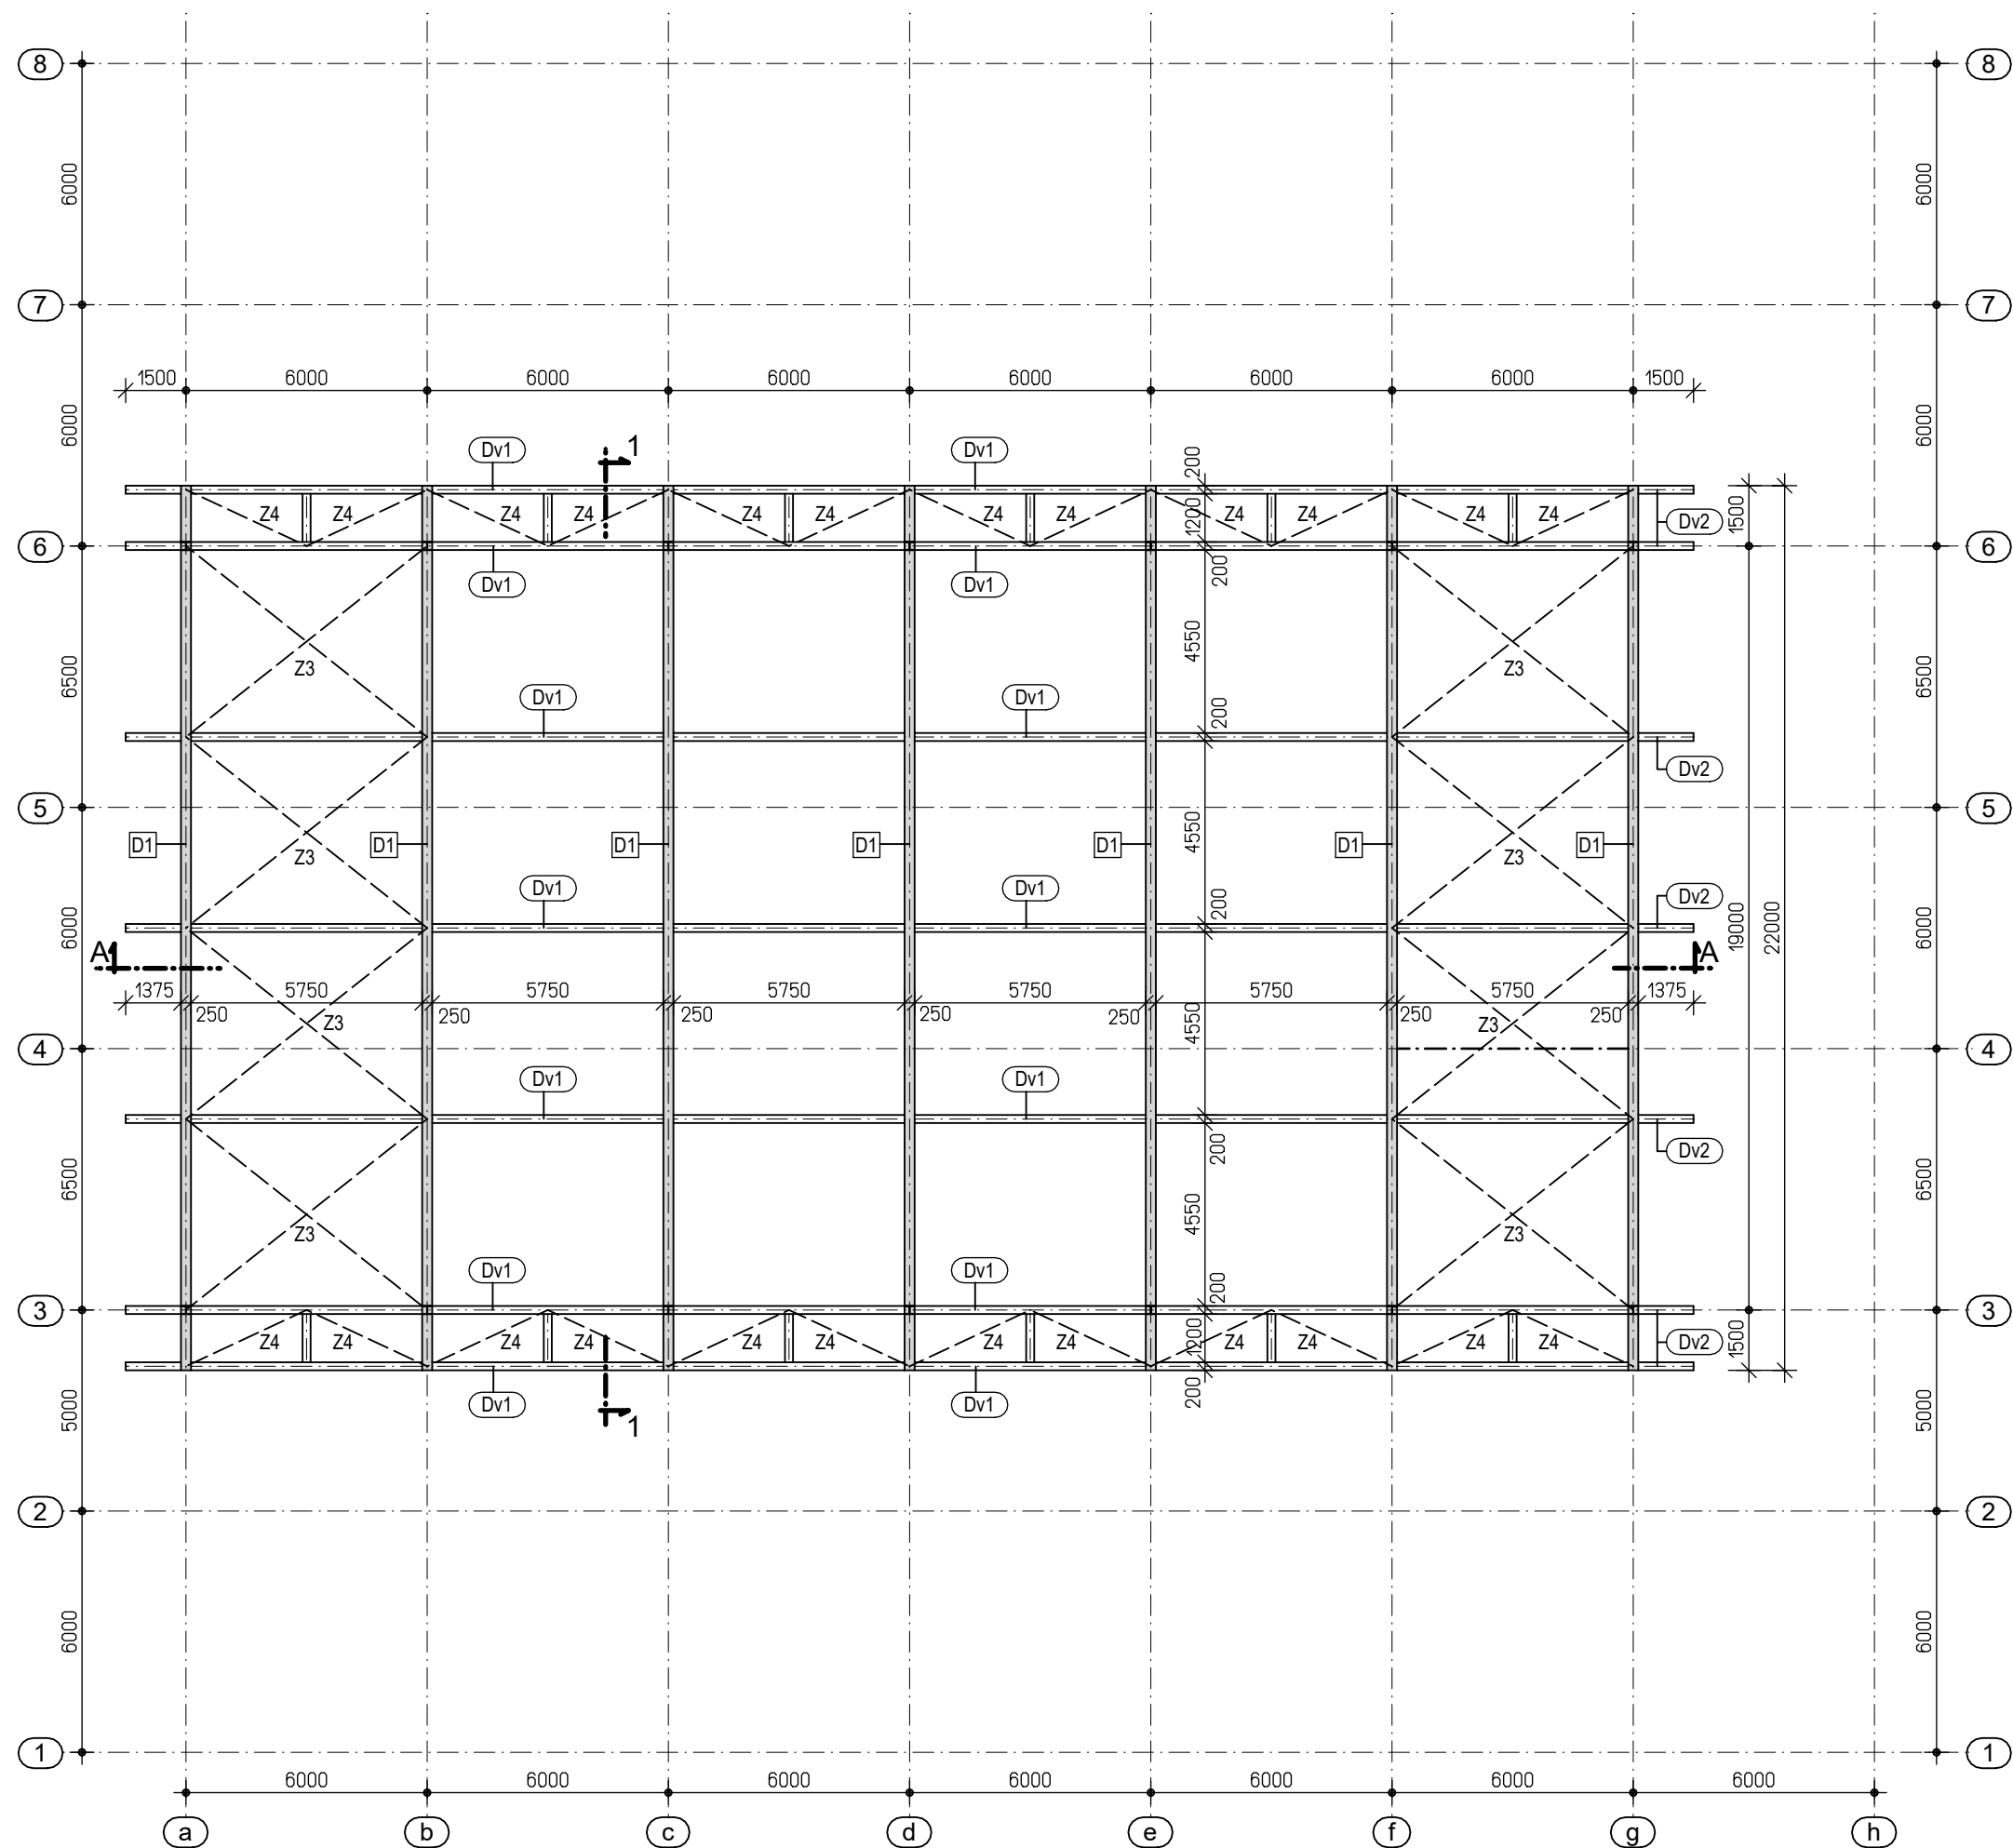 8 8
6000 6000
7 7
1500 6000 6000 6000 6000 6000 6000 1500
6000 6000
Dv1 1 Dv1 200
Z4 Z4 Z4 Z4 Z4 Z4 Z4 Z4 1200 Z4 Z4 Z4 Z4 Dv2 1500
6 6
Dv1 Dv1 200
6500 Z3 4550 Z3 6500
Dv1 Dv1 200
Dv2
5 5
D1 Z3 D1 D1 D1 D1 4550 D1 Z3 D1
Dv1 Dv1 200 Dv2
6000 19000 22000 6000
A A
1375 5750 5750 5750 5750 5750 5750 1375
250 250 250 250 250 250 250
Z3 4550 Z3
4 4
Dv1 Dv1
200 Dv2
6500 Z3 4550 Z3 6500
Dv1 Dv1 200
3 3
Z4 Z4 Z4 Z4 Z4 Z4 Z4 Z4 1200 Z4 Z4 Z4 Z4 Dv2 1500
Dv1 Dv1 200
5000 1 5000
2 2
6000 6000
1 1
6000 6000 6000 6000 6000 6000 6000
a b c d e f g h